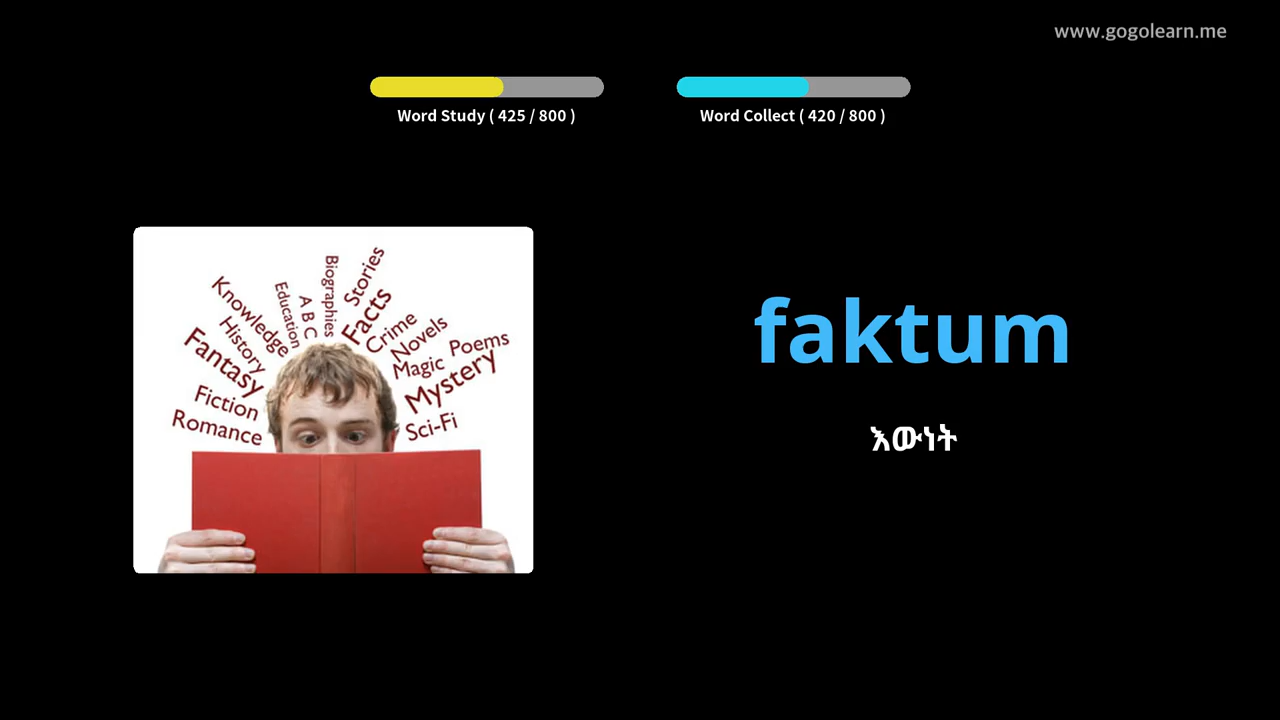 www.gogolearn.me
Word Study ( 425 / 800 )
Word Collect ( 420 / 800 )
Knowledge
History
Fantasy
Fiction
Romance
Education
A B C
Biographies
Stories
Facts
Crime
Novels
Magic
Poems
Mystery
Sci-Fi
faktum
እውነት